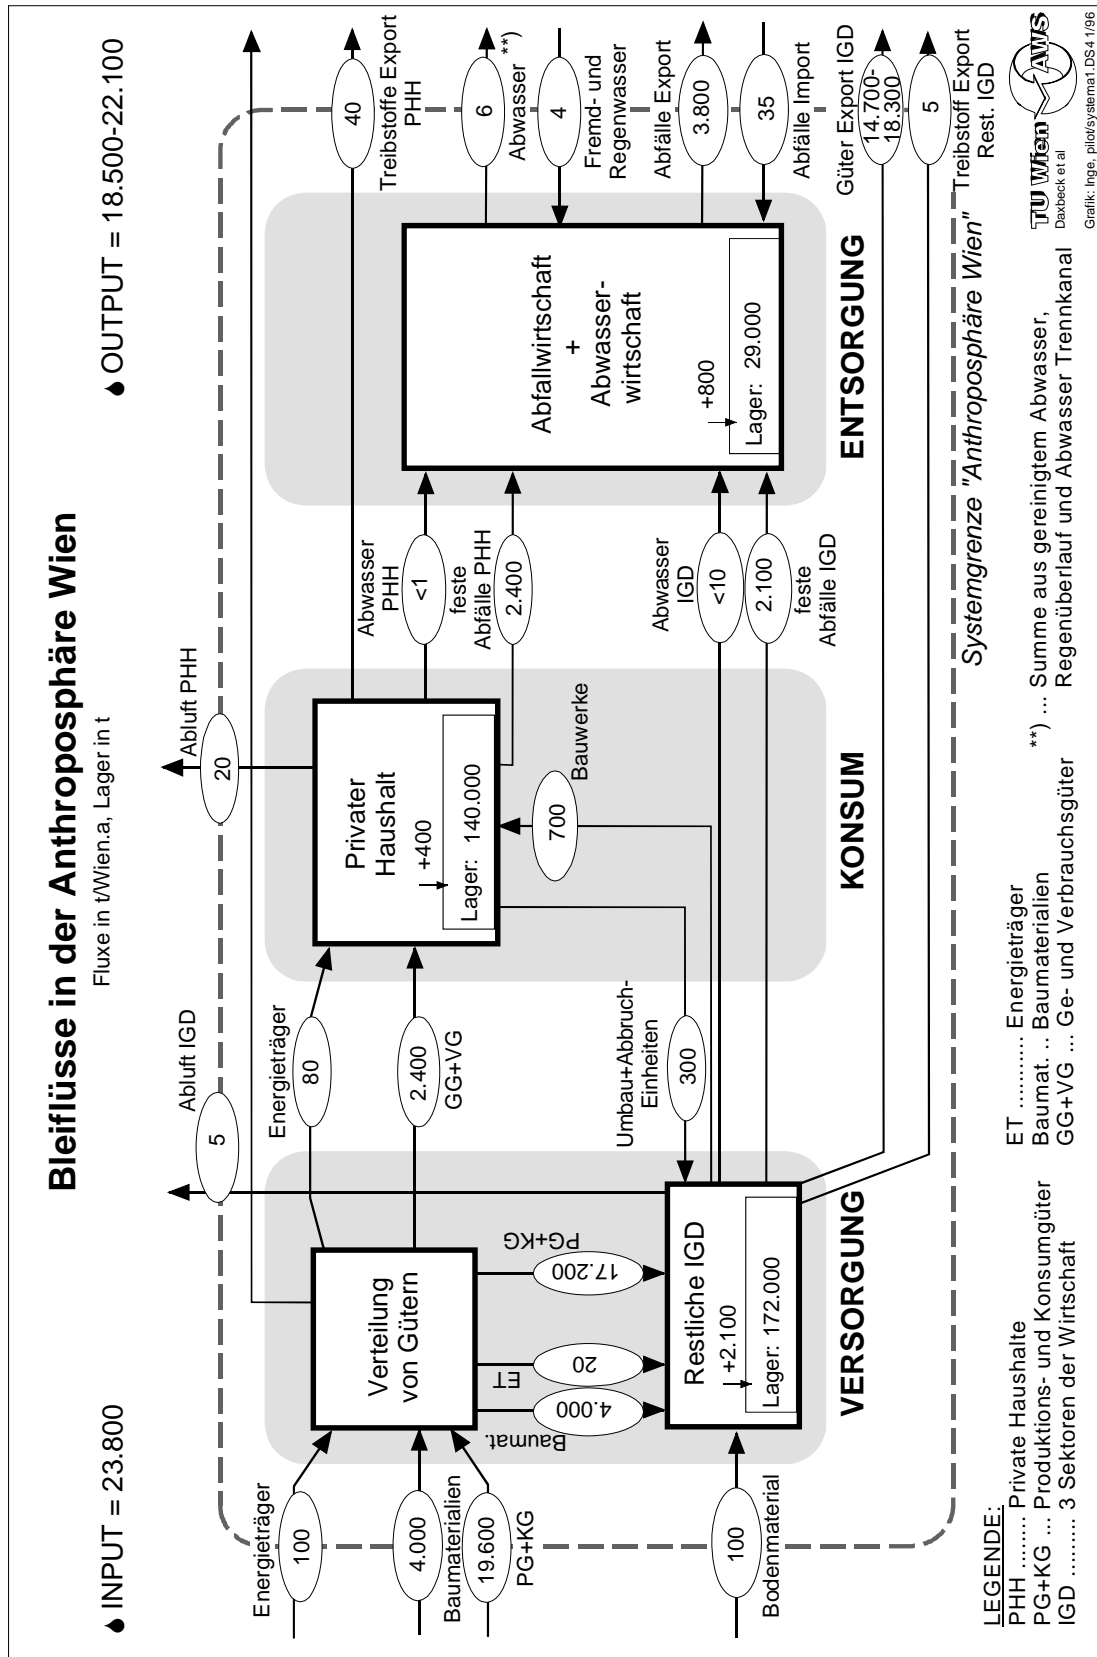 Bleiflüsse in der Anthroposphäre Wien
Fluxe in t/Wien.a, Lager in t
INPUT = 23.800
OUTPUT = 18.500-22.100
Energieträger
100
4.000
Baumaterialien
19.600
PG+KG
100
Bodenmaterial
Verteilung
von Gütern
Baumat.
4.000
ET
20
PG+KG
17.200
Restliche IGD
+2.100
Lager: 172.000
VERSORGUNG
Abluft IGD
5
Energieträger
80
2.400
GG+VG
Umbau+Abbruch-
Einheiten
300
Abluft PHH
20
Privater
Haushalt
+400
Lager: 140.000
700
Bauwerke
KONSUM
Abwasser
PHH
<1
feste
Abfälle PHH
2.400
Abwasser
IGD
<10
2.100
feste
Abfälle IGD
Abfallwirtschaft
+
Abwasser-
wirtschaft
+800
Lager: 29.000
ENTSORGUNG
40
Treibstoffe Export
PHH
6
Abwasser **)
4
Fremd- und
Regenwasser
Abfälle Export
3.800
35
Abfälle Import
Güter Export IGD
14.700-
18.300
5
Treibstoff Export
Rest. IGD
Systemgrenze "Anthroposphäre Wien"
LEGENDE:
PHH ........ Private Haushalte
PG+KG ... Produktions- und Konsumgüter
IGD ......... 3 Sektoren der Wirtschaft
ET ........... Energieträger
Baumat. .. Baumaterialien
GG+VG ... Ge- und Verbrauchsgüter
**) ... Summe aus gereinigtem Abwasser,
Regenüberlauf und Abwasser Trennkanal
TU Wien AWS
Daxbeck et al
Grafik: Inge, pilot/systema1.DS4 1/96